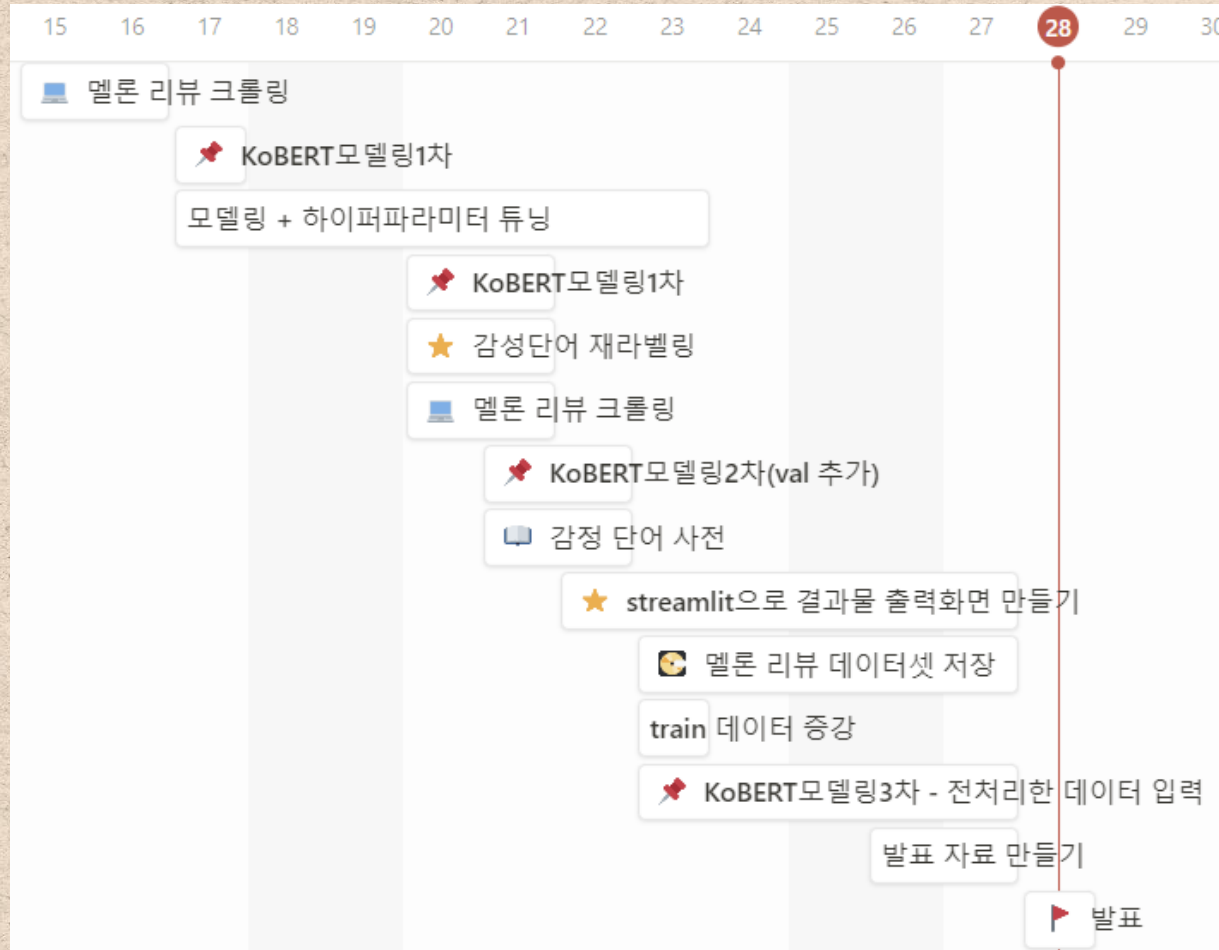 15 16 17 18 19 20 21 22 23 24 25 26 27 28 29 30
멜론 리뷰 크롤링
KoBERT모델링1차
모델링 + 하이퍼파라미터 튜닝
KoBERT모델링1차
감성단어 재라벨링
멜론 리뷰 크롤링
KoBERT모델링2차(val 추가)
감정 단어 사전
streamlit으로 결과물 출력화면 만들기
멜론 리뷰 데이터셋 저장
train 데이터 증강
KoBERT모델링3차 - 전처리한 데이터 입력
발표 자료 만들기
발표